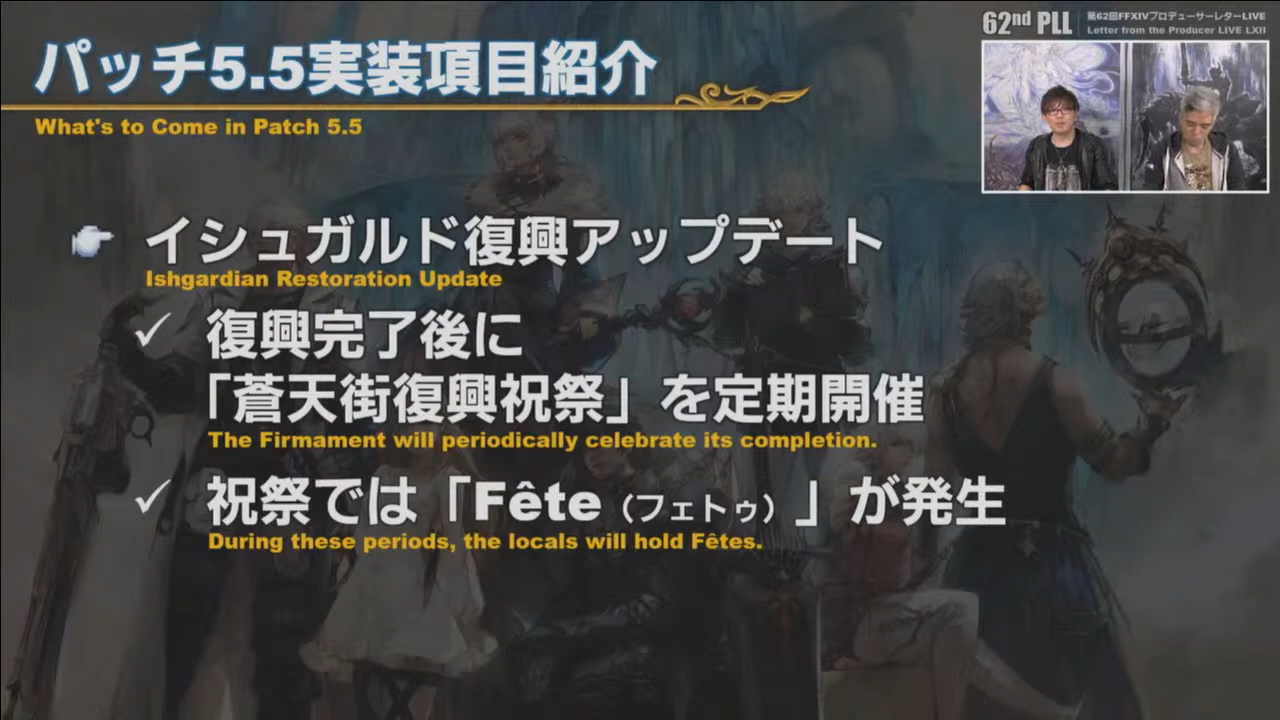 パッチ5.5実装項目紹介
What's to Come in Patch 5.5
62nd PLL
第62回FFXIVプロデューサーレターLIVE
Letter from the Producer LIVE LXII
イシュガルド復興アップデート
Ishgardian Restoration Update
✓ 復興完了後に
「蒼天街復興祝祭」を定期開催
The Firmament will periodically celebrate its completion.
✓ 祝祭では「Fête（フェトゥ）」が発生
During these periods, the locals will hold Fêtes.